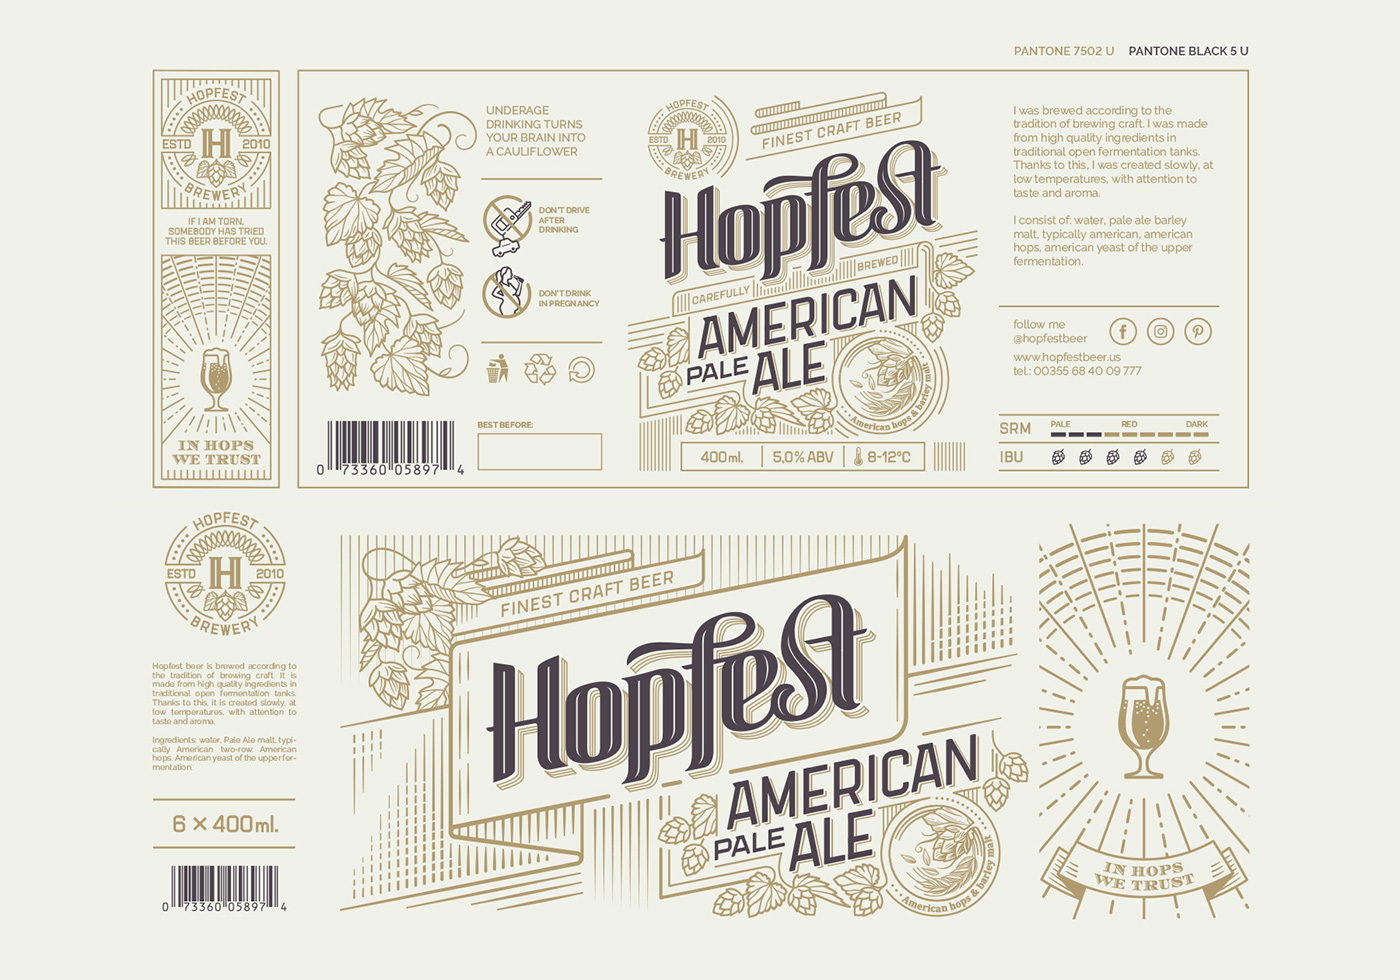 PANTONE 7502 U PANTONE BLACK 5 U
HOPFEST
ESTD H 2010
BREWERY
IF I AM TORN,
SOMEBODY HAS TRIED
THIS BEER BEFORE YOU.
IN HOPS
WE TRUST
UNDERAGE
DRINKING TURNS
YOUR BRAIN INTO
A CAULIFLOWER
DON'T DRIVE
AFTER
DRINKING
DON'T DRINK
IN PREGNANCY
0 73360 05897 4
BEST BEFORE:
HOPFEST
ESTD H 2010
BREWERY
FINEST CRAFT BEER
Hopfest
CAREFULLY BREWED
AMERICAN
PALE ALE
American hops & barley malt
400 ml. 5,0% ABV 8-12°C
I was brewed according to the
tradition of brewing craft. I was made
from high quality ingredients in
traditional open fermentation tanks.
Thanks to this, I was created slowly, at
low temperatures, with attention to
taste and aroma.
I consist of: water, pale ale barley
malt, typically american, american
hops, american yeast of the upper
fermentation.
follow me
@hopfestbeer
www.hopfestbeer.us
tel.: 00355 68 40 09 777
SRM PALE RED DARK
IBU
HOPFEST
ESTD H 2010
BREWERY
Hopfest beer is brewed according to
the tradition of brewing craft. It is
made from high quality ingredients in
traditional open fermentation tanks.
Thanks to this, it is created slowly, at
low temperatures, with attention to
taste and aroma.
Ingredients: water, Pale Ale malt, typi-
cally American two-row. American
hops. American yeast of the upper fer-
mentation.
6 × 400 ml.
0 73360 05897 4
FINEST CRAFT BEER
Hopfest
AMERICAN
PALE ALE
American hops & barley malt
IN HOPS
WE TRUST